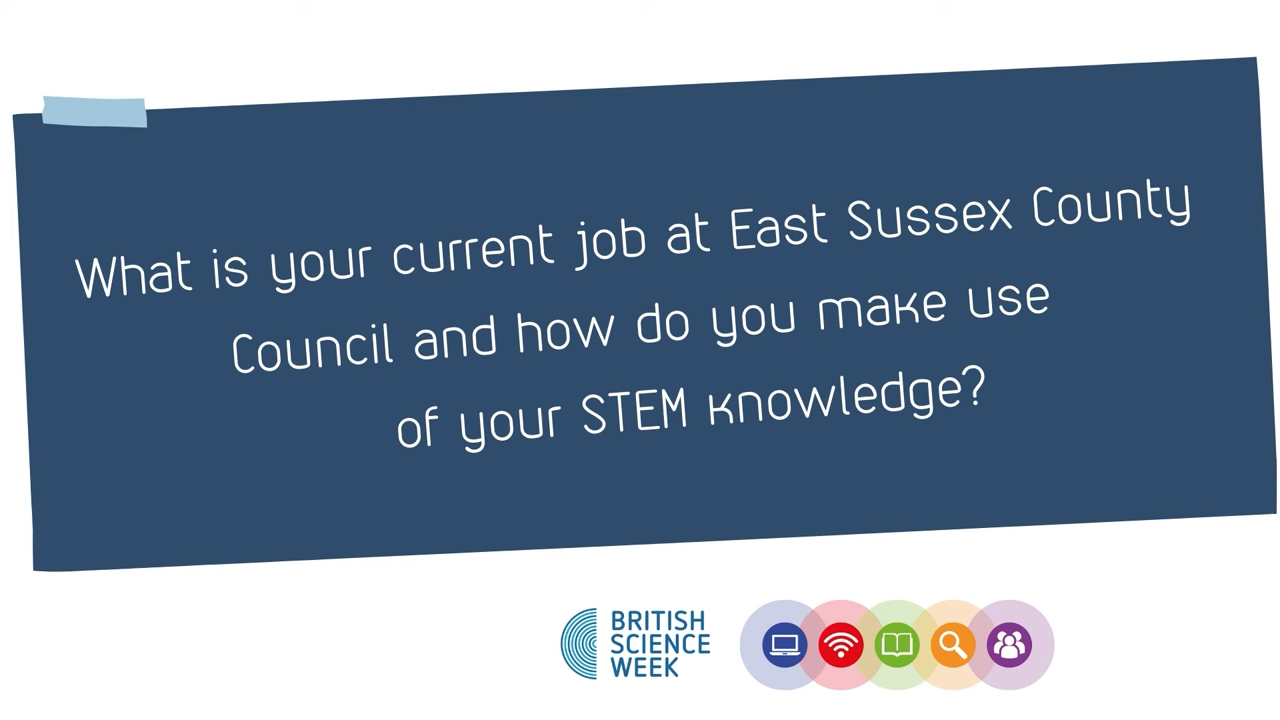 What is your current job at East Sussex County
Council and how do you make use
of your STEM knowledge?
BRITISH
SCIENCE
WEEK